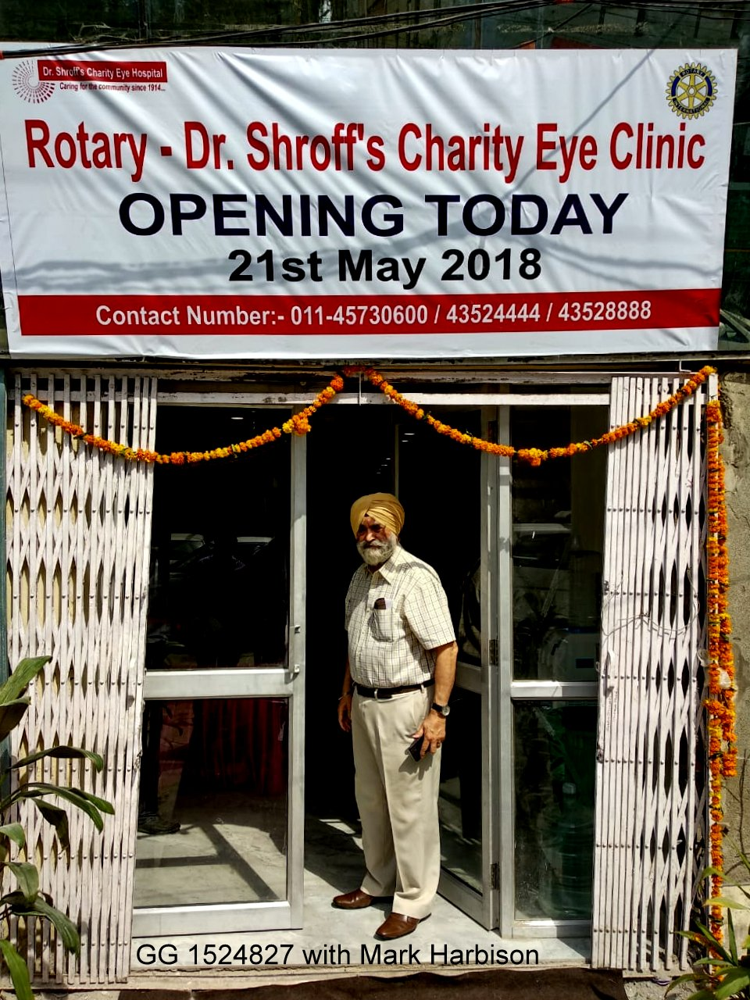 Dr. Shroff's Charity Eye Hospital
Caring for the community since 1914...
ROTARY
INTERNATIONAL
Rotary - Dr. Shroff's Charity Eye Clinic
OPENING TODAY
21st May 2018
Contact Number:- 011-45730600 / 43524444 / 43528888
GG 1524827 with Mark Harbison